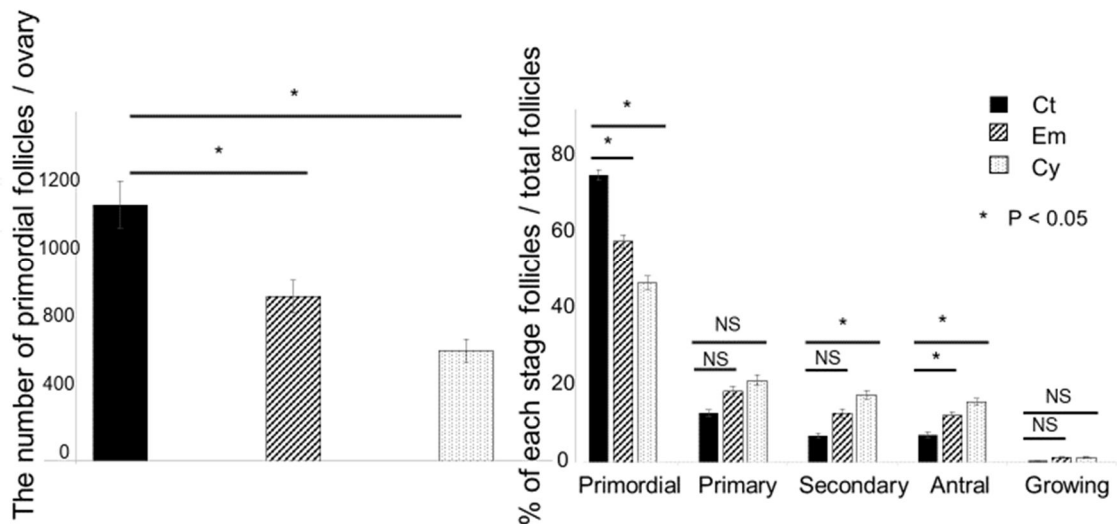 The number of primordial follicles / ovary
1200
1000
800
400
0
*
*
% of each stage follicles / total follicles
80
60
40
20
0
*
*
NS
NS
*
NS
*
*
NS
NS
Primordial Primary Secondary Antral Growing
Ct
Em
Cy
* P < 0.05